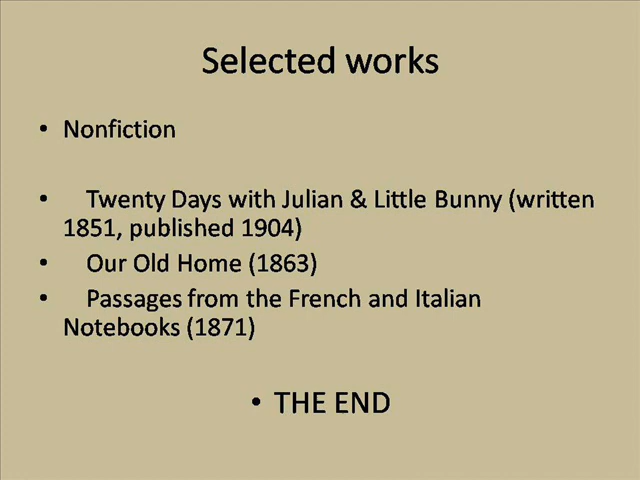 Selected works
• Nonfiction
• Twenty Days with Julian & Little Bunny (written
1851, published 1904)
• Our Old Home (1863)
• Passages from the French and Italian
Notebooks (1871)
• THE END